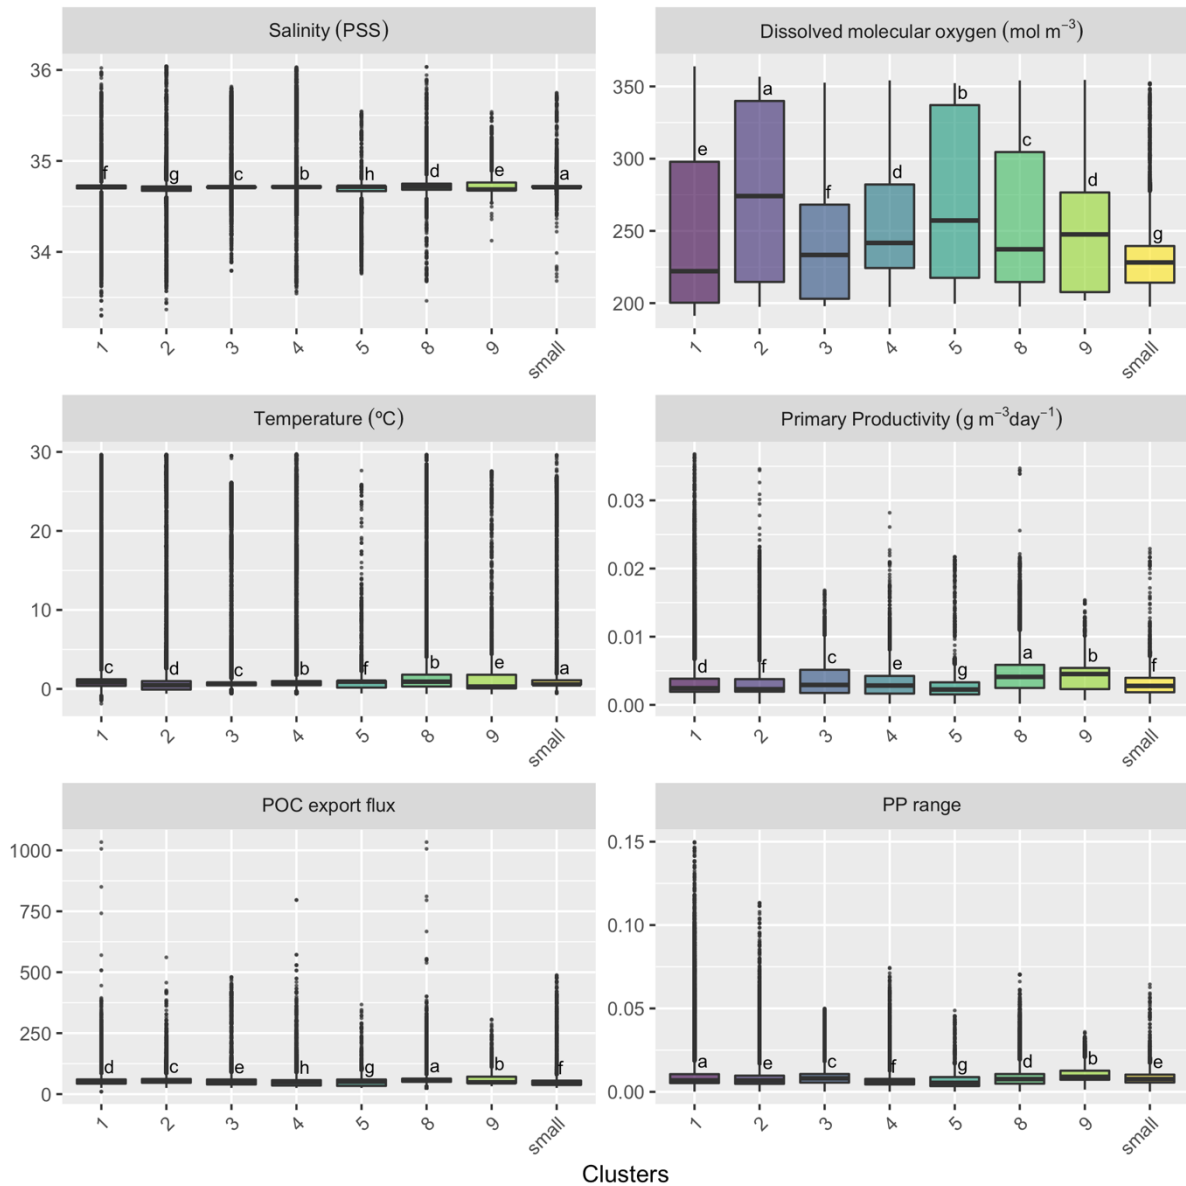 Salinity (PSS)
Dissolved molecular oxygen (mol m⁻³)
36
35
34
f g c b h d e a
1 2 3 4 5 8 9 small
350
300
250
200
e a f d b c d g
1 2 3 4 5 8 9 small
Temperature (ºC)
Primary Productivity (g m⁻³day⁻¹)
30
20
10
0
c d c b f b e a
1 2 3 4 5 8 9 small
0.03
0.02
0.01
0.00
d f c e g a b f
1 2 3 4 5 8 9 small
POC export flux
PP range
1000
750
500
250
0
d c e h g a b f
1 2 3 4 5 8 9 small
0.15
0.10
0.05
0.00
a e c f g d b e
1 2 3 4 5 8 9 small
Clusters